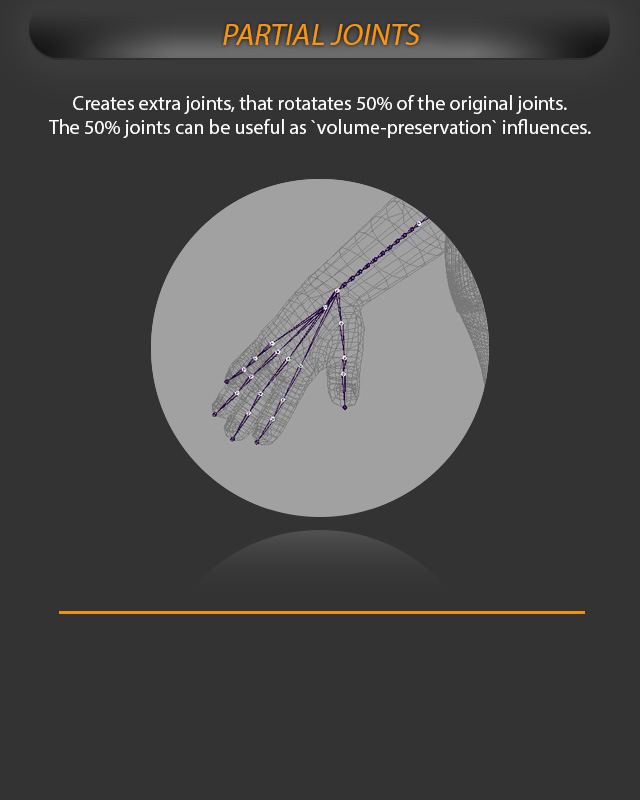 PARTIAL JOINTS
Creates extra joints, that rotatates 50% of the original joints.
The 50% joints can be useful as `volume-preservation` influences.